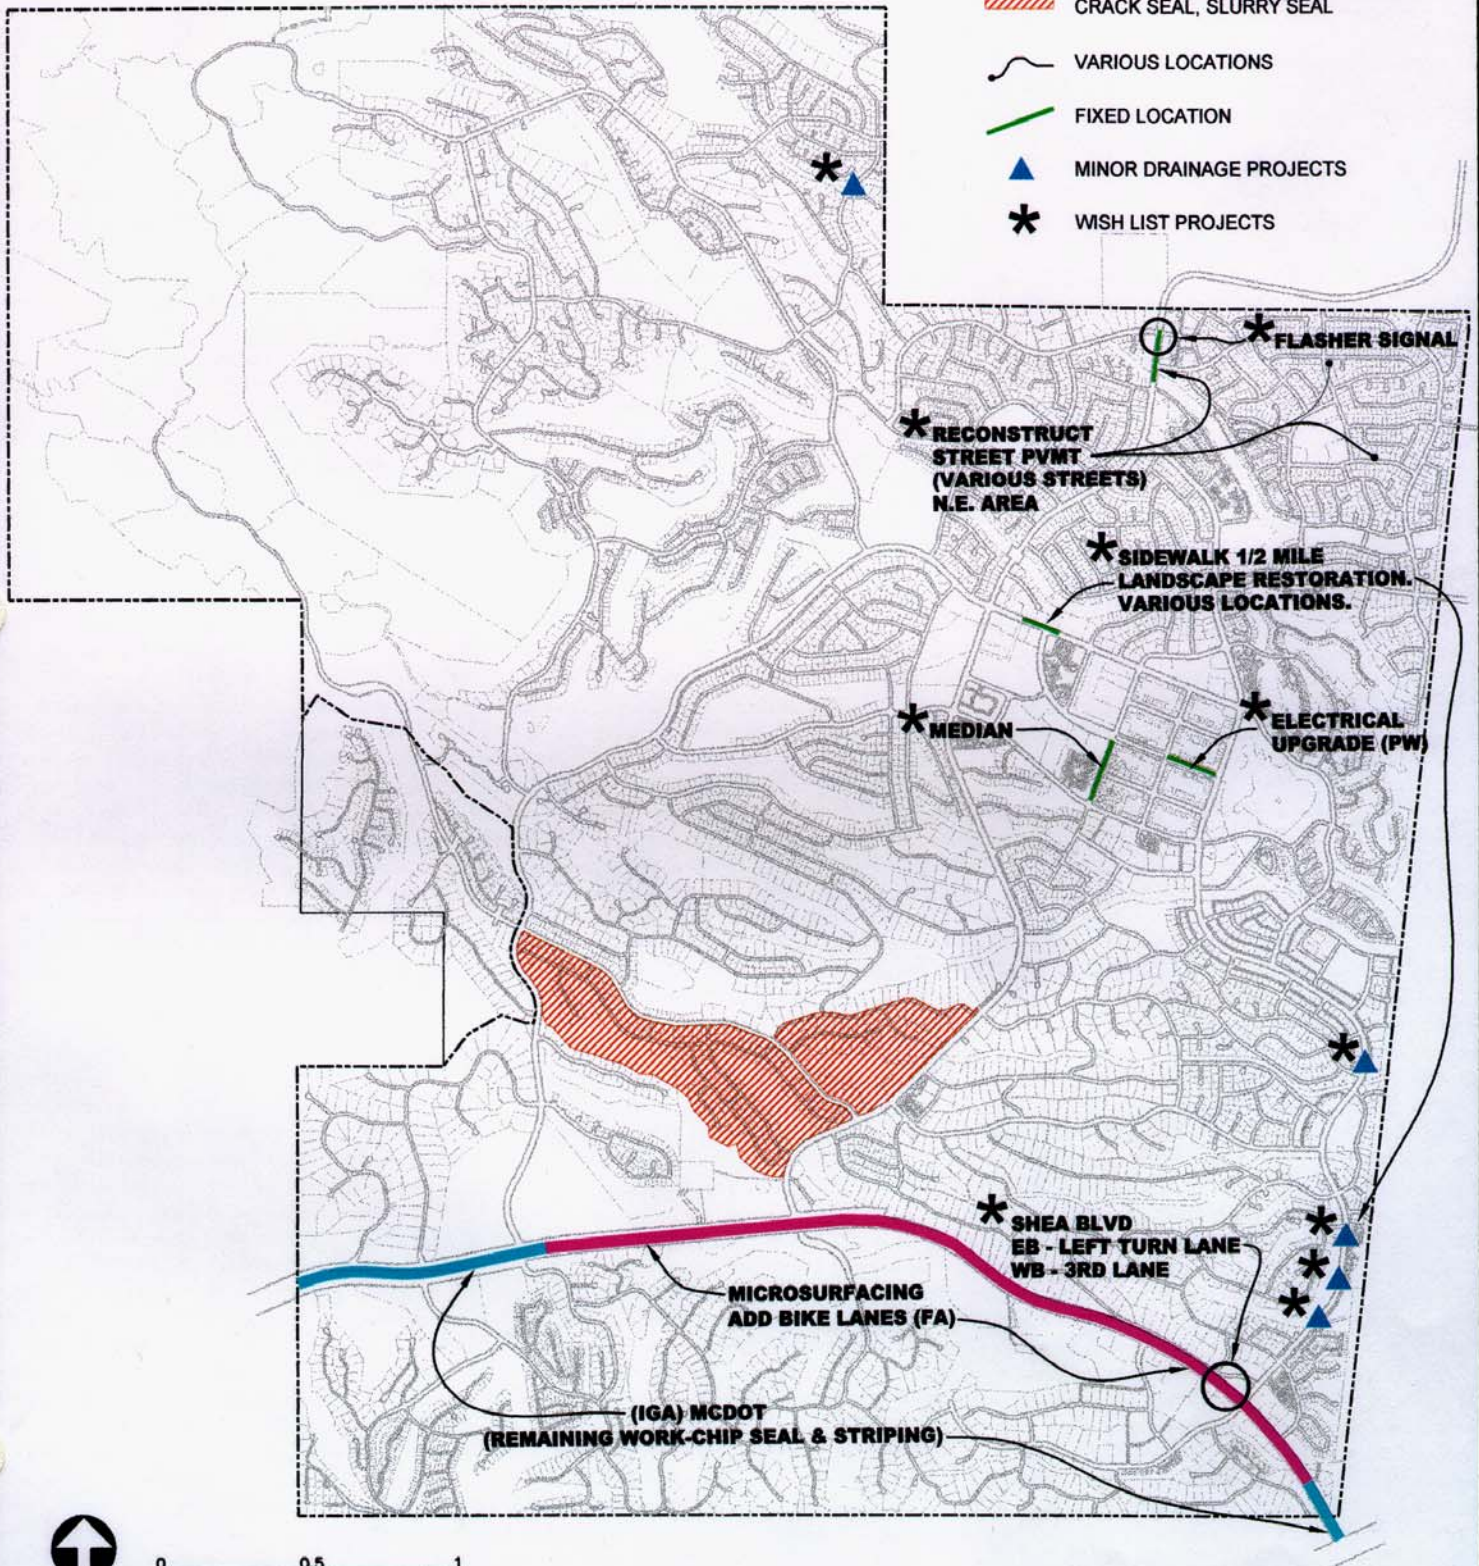 CRACK SEAL, SLURRY SEAL
VARIOUS LOCATIONS
FIXED LOCATION
MINOR DRAINAGE PROJECTS
* WISH LIST PROJECTS
*
* FLASHER SIGNAL
* RECONSTRUCT
STREET PVMT
(VARIOUS STREETS)
N.E. AREA
* SIDEWALK 1/2 MILE
LANDSCAPE RESTORATION.
VARIOUS LOCATIONS.
* MEDIAN
* ELECTRICAL
UPGRADE (PW)
*
* SHEA BLVD
EB - LEFT TURN LANE
WB - 3RD LANE
*
*
*
MICROSURFACING
ADD BIKE LANES (FA)
(IGA) MCDOT
(REMAINING WORK-CHIP SEAL & STRIPING)
0 0.5 1